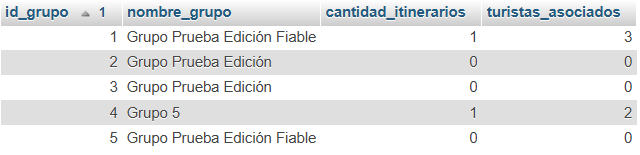 id_grupo 1 nombre_grupo cantidad_itinerarios turistas_asociados
1 Grupo Prueba Edición Fiable 1 3
2 Grupo Prueba Edición 0 0
3 Grupo Prueba Edición 0 0
4 Grupo 5 1 2
5 Grupo Prueba Edición Fiable 0 0